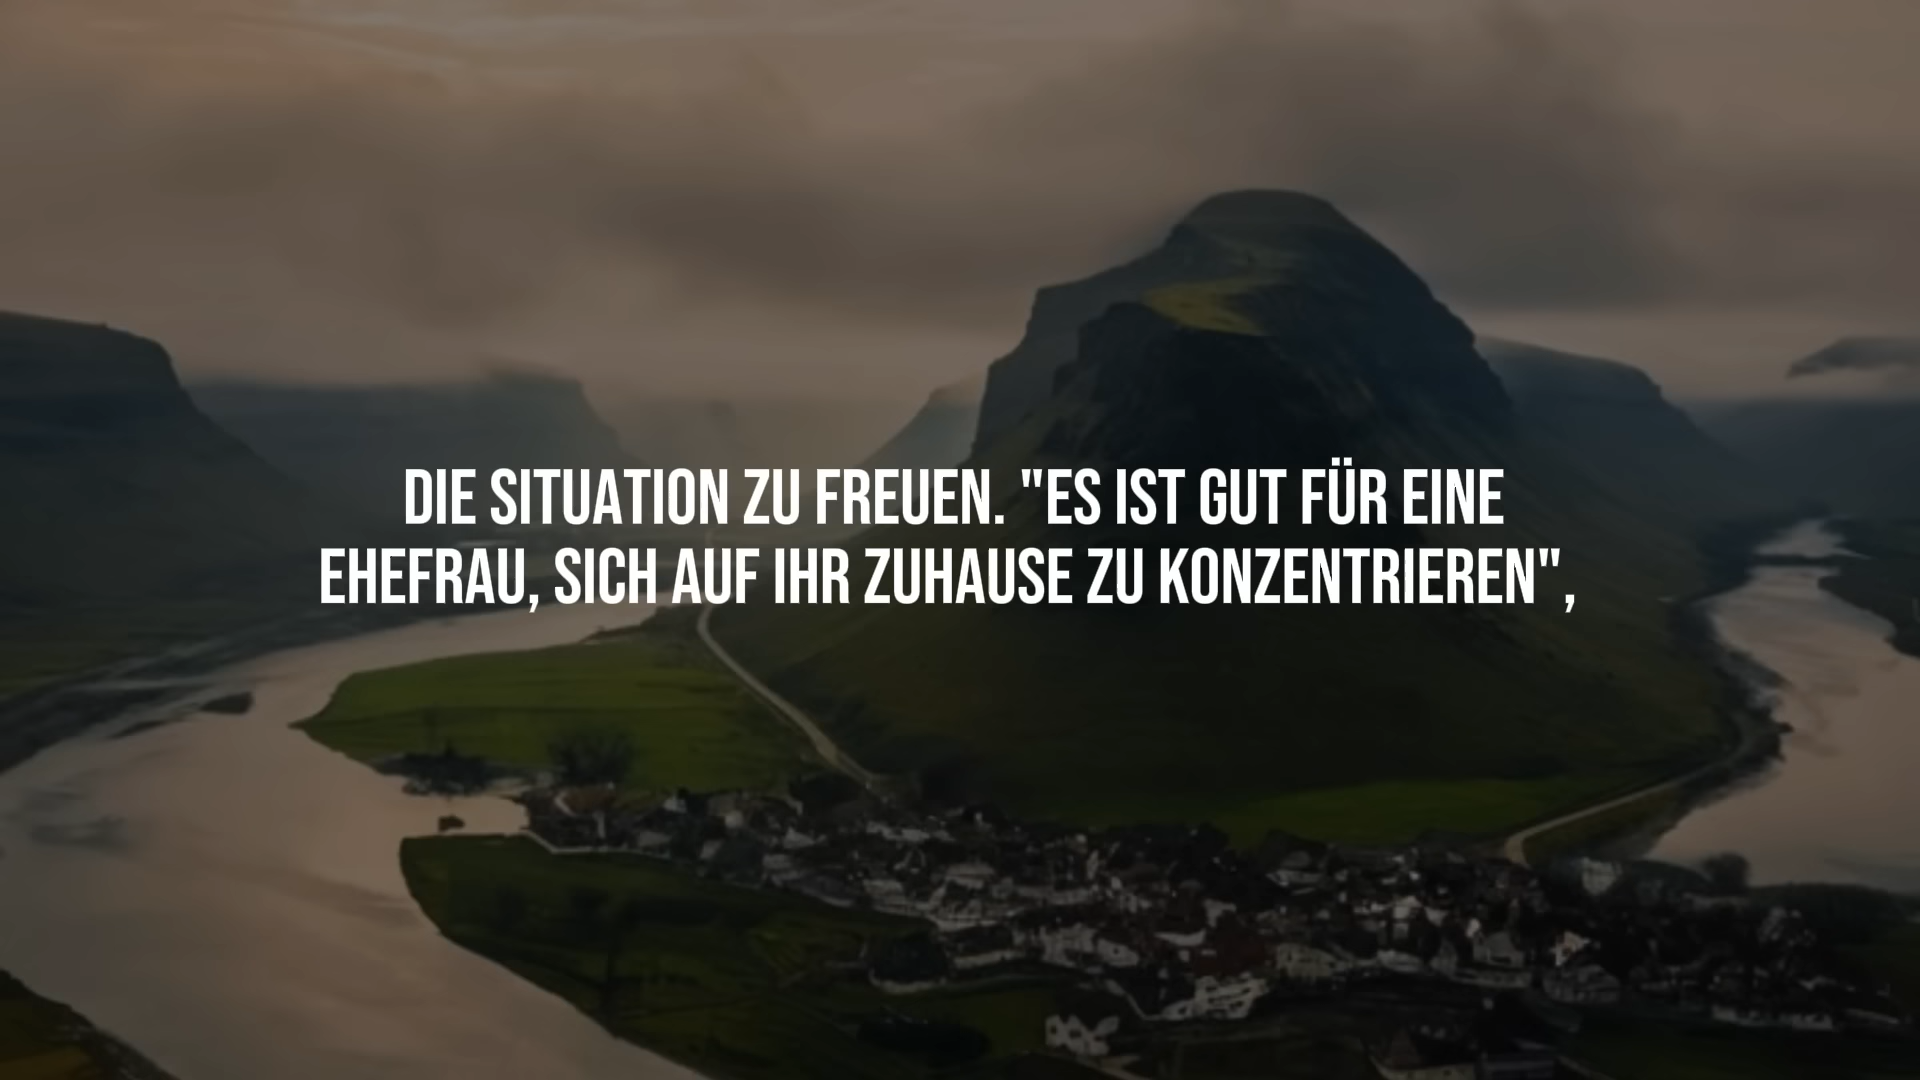 DIE SITUATION ZU FREUEN. "ES IST GUT FÜR EINE
EHEFRAU, SICH AUF IHR ZUHAUSE ZU KONZENTRIEREN",